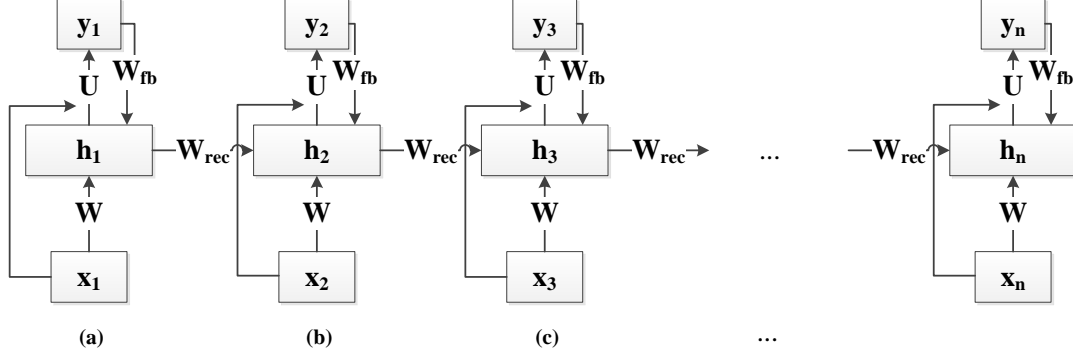 y1 y2 y3 yn
U Wfb U Wfb U Wfb U Wfb
h1 Wrec h2 Wrec h3 Wrec ... Wrec hn
W W W W
x1 x2 x3 xn
(a) (b) (c) ...